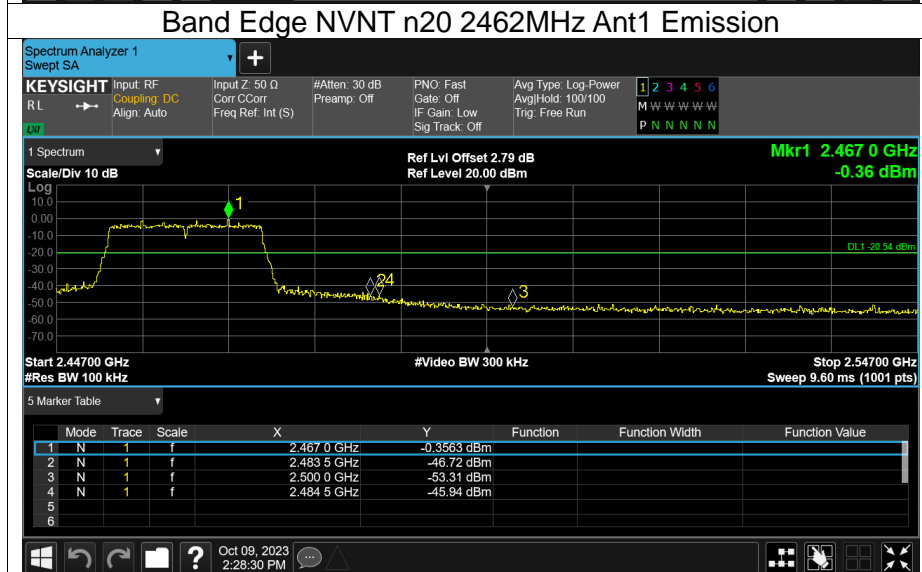 Band Edge NVNT n20 2462MHz Ant1 Emission
Spectrum Analyzer 1
Swept SA
+
KEYSIGHT Input: RF Input Z: 50 Ω #Atten: 30 dB PNO: Fast Avg Type: Log-Power 1 2 3 4 5 6
R L Coupling: DC Corr CCorr Preamp: Off Gate: Off Avg|Hold: 100/100 M W W W W W
Align: Auto Freq Ref: Int (S) IF Gain: Low Trig: Free Run
LXI Sig Track: Off P N N N N N
1 Spectrum Ref Lvl Offset 2.79 dB Mkr1 2.467 0 GHz
Scale/Div 10 dB Ref Level 20.00 dBm -0.36 dBm
Log
10.0
0.00
-10.0
-20.0
-30.0
-40.0
-50.0
-60.0
-70.0
1
DL1 -20.54 dBm
2 4
3
Start 2.44700 GHz #Video BW 300 kHz Stop 2.54700 GHz
#Res BW 100 kHz Sweep 9.60 ms (1001 pts)
5 Marker Table
Mode Trace Scale X Y Function Function Width Function Value
1 N 1 f 2.467 0 GHz -0.3563 dBm
2 N 1 f 2.483 5 GHz -46.72 dBm
3 N 1 f 2.500 0 GHz -53.31 dBm
4 N 1 f 2.484 5 GHz -45.94 dBm
5
6
? Oct 09, 2023
2:28:30 PM